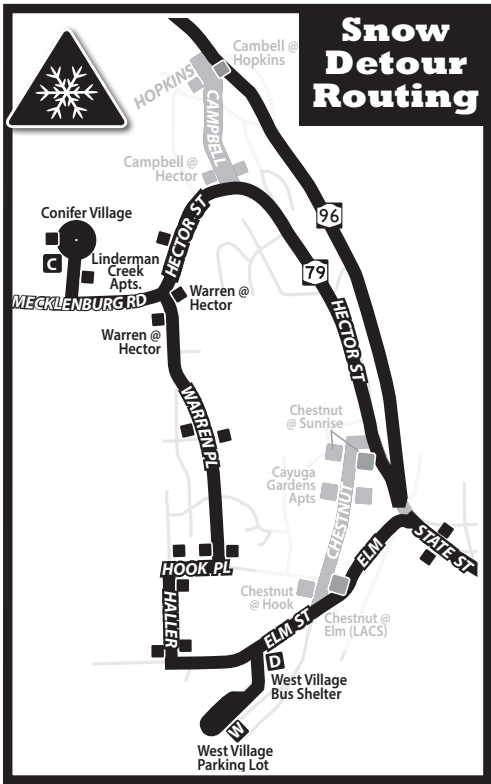 Snow
Detour
Routing
Cambell @
Hopkins
HOPKINS
CAMPBELL
Campbell @
Hector
96
Conifer Village
C
Linderman
Creek
Apts.
HECTOR ST
79
MECKLENBURG RD
Warren @
Hector
Warren @
Hector
HECTOR ST
WARREN PL
Chestnut
@ Sunrise
Cayuga
Gardens
Apts
CHESTNUT
STATE ST
ELM
HOOK PL
HALLER
Chestnut
@ Hook
Chestnut @
Elm (LACS)
ELM ST
D
West Village
Bus Shelter
W
West Village
Parking Lot